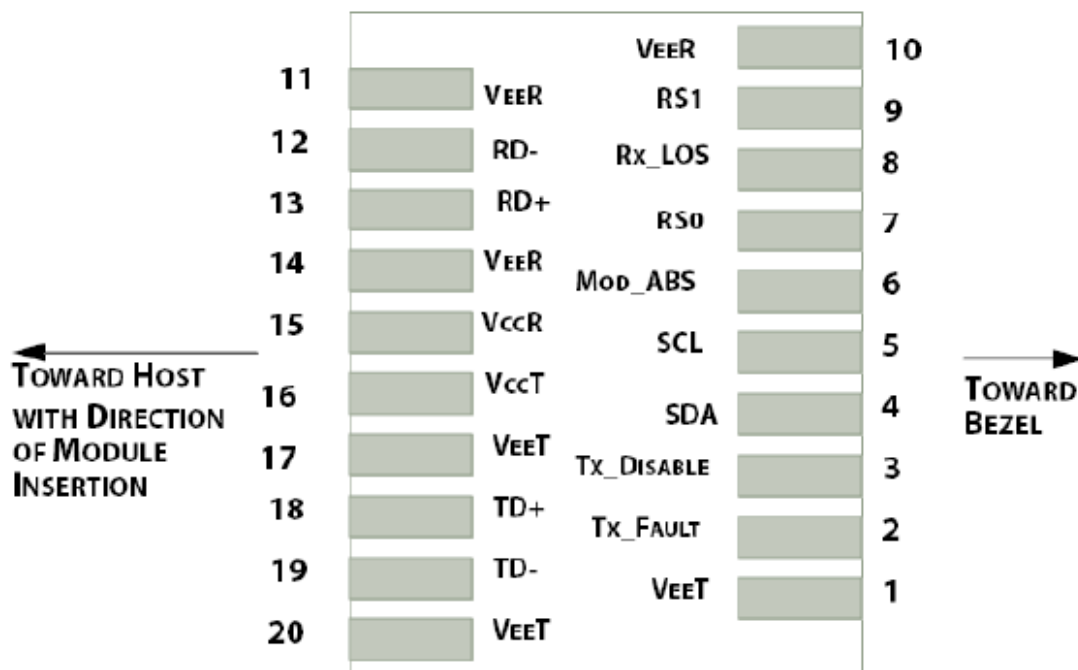 11 VEER
12 RD-
13 RD+
14 VEER
15 VCCR
16 VCCT
17 VEET
18 TD+
19 TD-
20 VEET
VEER 10
RS1 9
RX_LOS 8
RS0 7
MOD_ABS 6
SCL 5
SDA 4
TX_DISABLE 3
TX_FAULT 2
VEET 1
TOWARD HOST
WITH DIRECTION
OF MODULE
INSERTION
TOWARD
BEZEL